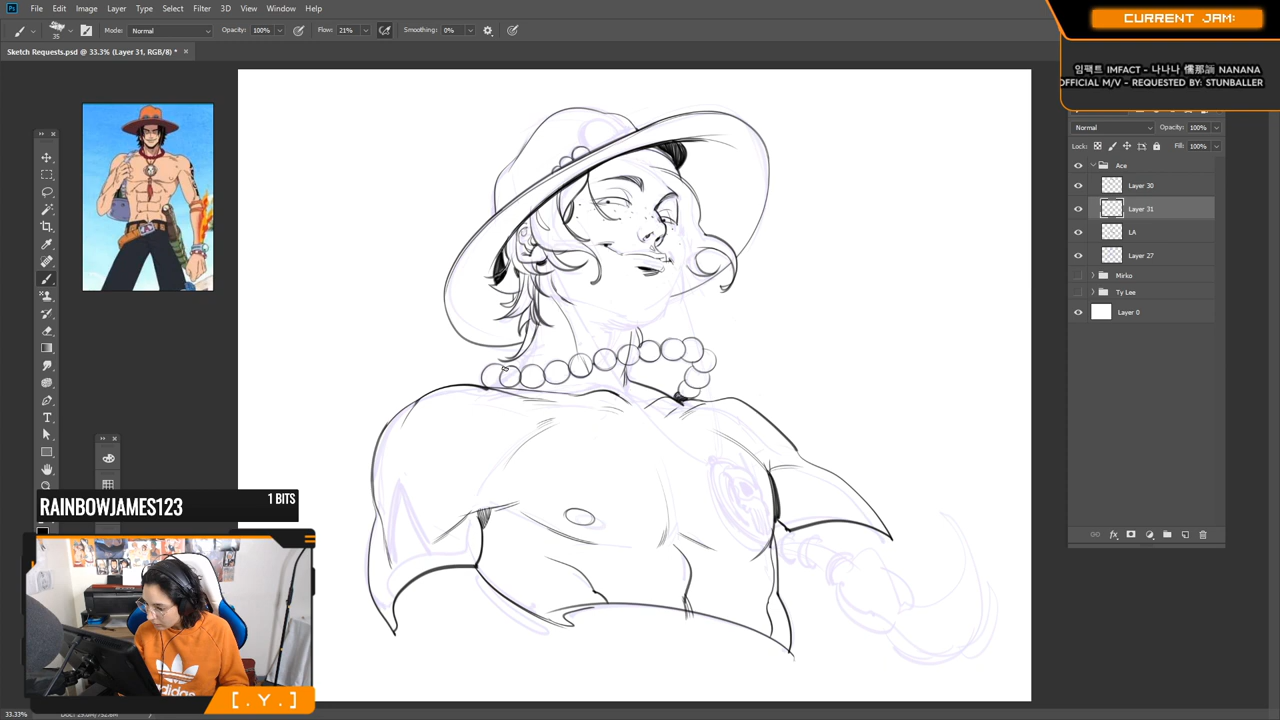 File Edit Image Layer Type Select Filter 3D View Window Help
35 Mode: Normal Opacity: 100% Flow: 21% Smoothing: 0%
Sketch Requests.psd @ 33.3% (Layer 31, RGB/8) *
CURRENT JAM:
임팩트 IMFACT - 나나나 NANANA
OFFICIAL M/V - REQUESTED BY: STUNBALLER
Normal Opacity: 100%
Lock: Fill: 100%
Ace
Layer 30
Layer 31
LA
Layer 27
Mirko
Ty Lee
Layer 0
RAINBOWJAMES123 1 BITS
adidas
[ . Y . ]
33.33%